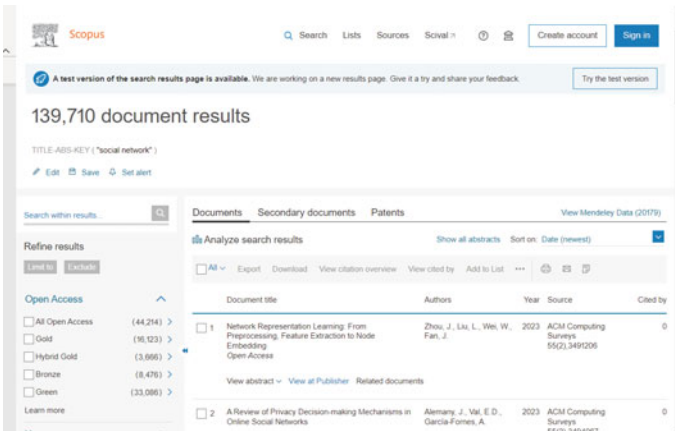 Scopus
Search Lists Sources Scival Create account Sign in
A test version of the search results page is available. We are working on a new results page. Give it a try and share your feedback. Try the test version
139,710 document results
TITLE-ABS-KEY ( "social network" )
Edit Save Set alert
Search within results...
Documents Secondary documents Patents View Mendeley Data (20179)
Refine results
Limit to Exclude
Analyze search results Show all abstracts Sort on: Date (newest)
All Export Download View citation overview View cited by Add to List ...
Open Access
All Open Access (44,214)
Gold (16,123)
Hybrid Gold (3,666)
Bronze (8,476)
Green (33,086)
Learn more
Document title Authors Year Source Cited by
1 Network Representation Learning: From Zhou, J., Liu, L., Wei, W., 2023 ACM Computing 0
Preprocessing, Feature Extraction to Node Fan, J. Surveys
Embedding 55(2),3491206
Open Access
View abstract View at Publisher Related documents
2 A Review of Privacy Decision-making Mechanisms in Alemany, J., Val, E.D., 2023 ACM Computing 0
Online Social Networks García-Fornes, A. Surveys